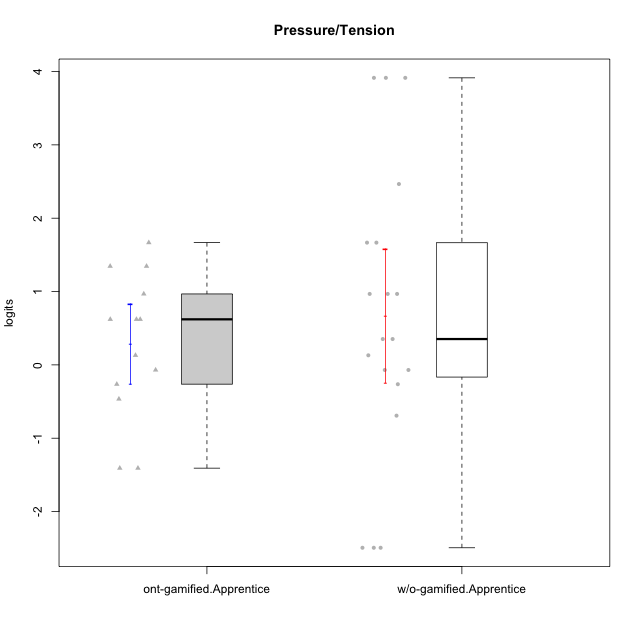 Pressure/Tension
logits
4
3
2
1
0
-1
-2
ont-gamified.Apprentice
w/o-gamified.Apprentice